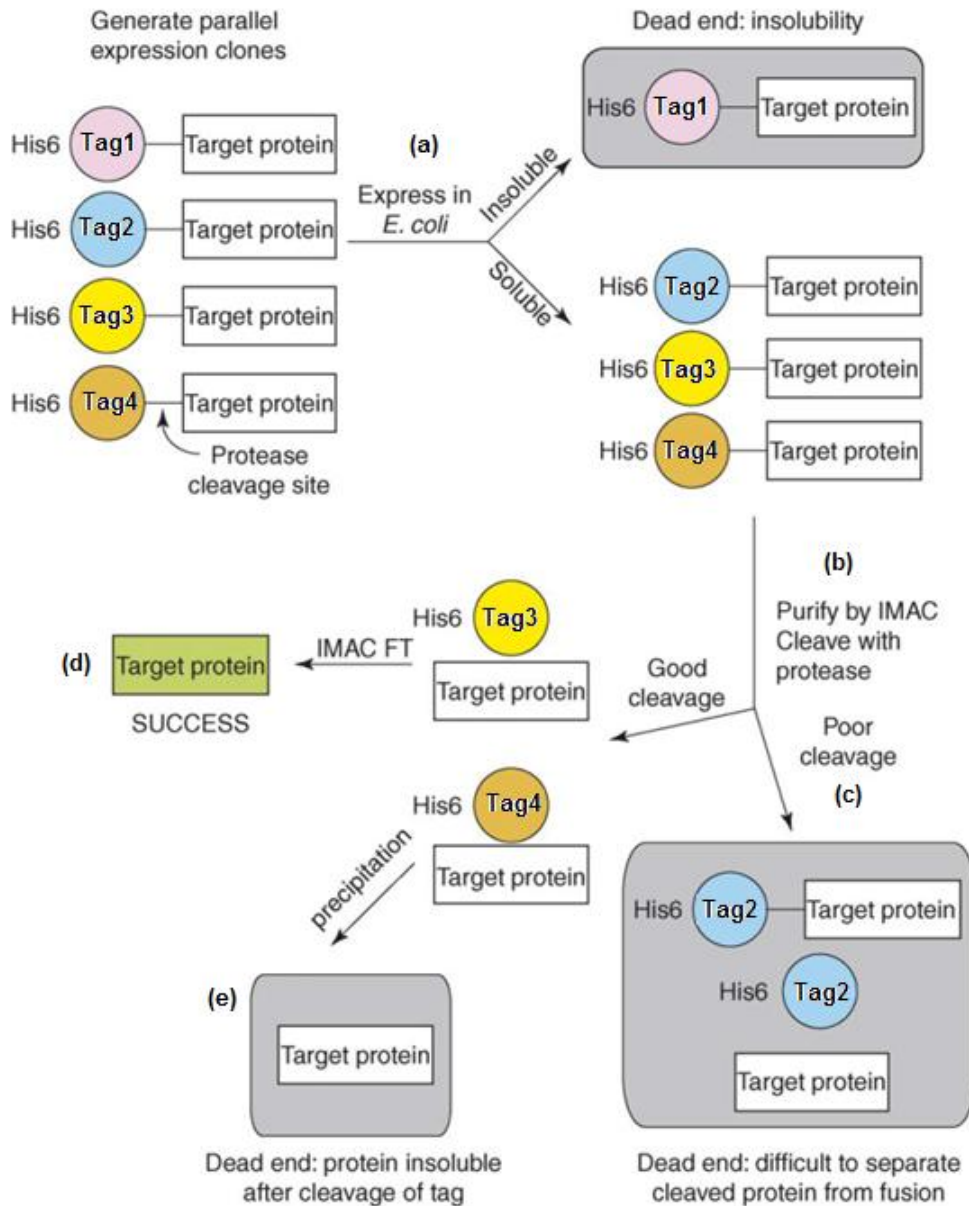 Generate parallel
expression clones
Dead end: insolubility
His6 Tag1 Target protein
His6 Tag1 Target protein
(a)
Express in
E. coli
Insoluble
Soluble
His6 Tag2 Target protein
His6 Tag3 Target protein
His6 Tag4 Target protein
Protease
cleavage site
His6 Tag2 Target protein
His6 Tag3 Target protein
His6 Tag4 Target protein
(b)
Purify by IMAC
Cleave with
protease
Good
cleavage
Poor
cleavage
(c)
His6 Tag3
Target protein
IMAC FT
(d)
Target protein
SUCCESS
His6 Tag4
Target protein
precipitation
(e)
Target protein
Dead end: protein insoluble
after cleavage of tag
His6 Tag2 Target protein
His6 Tag2
Target protein
Dead end: difficult to separate
cleaved protein from fusion